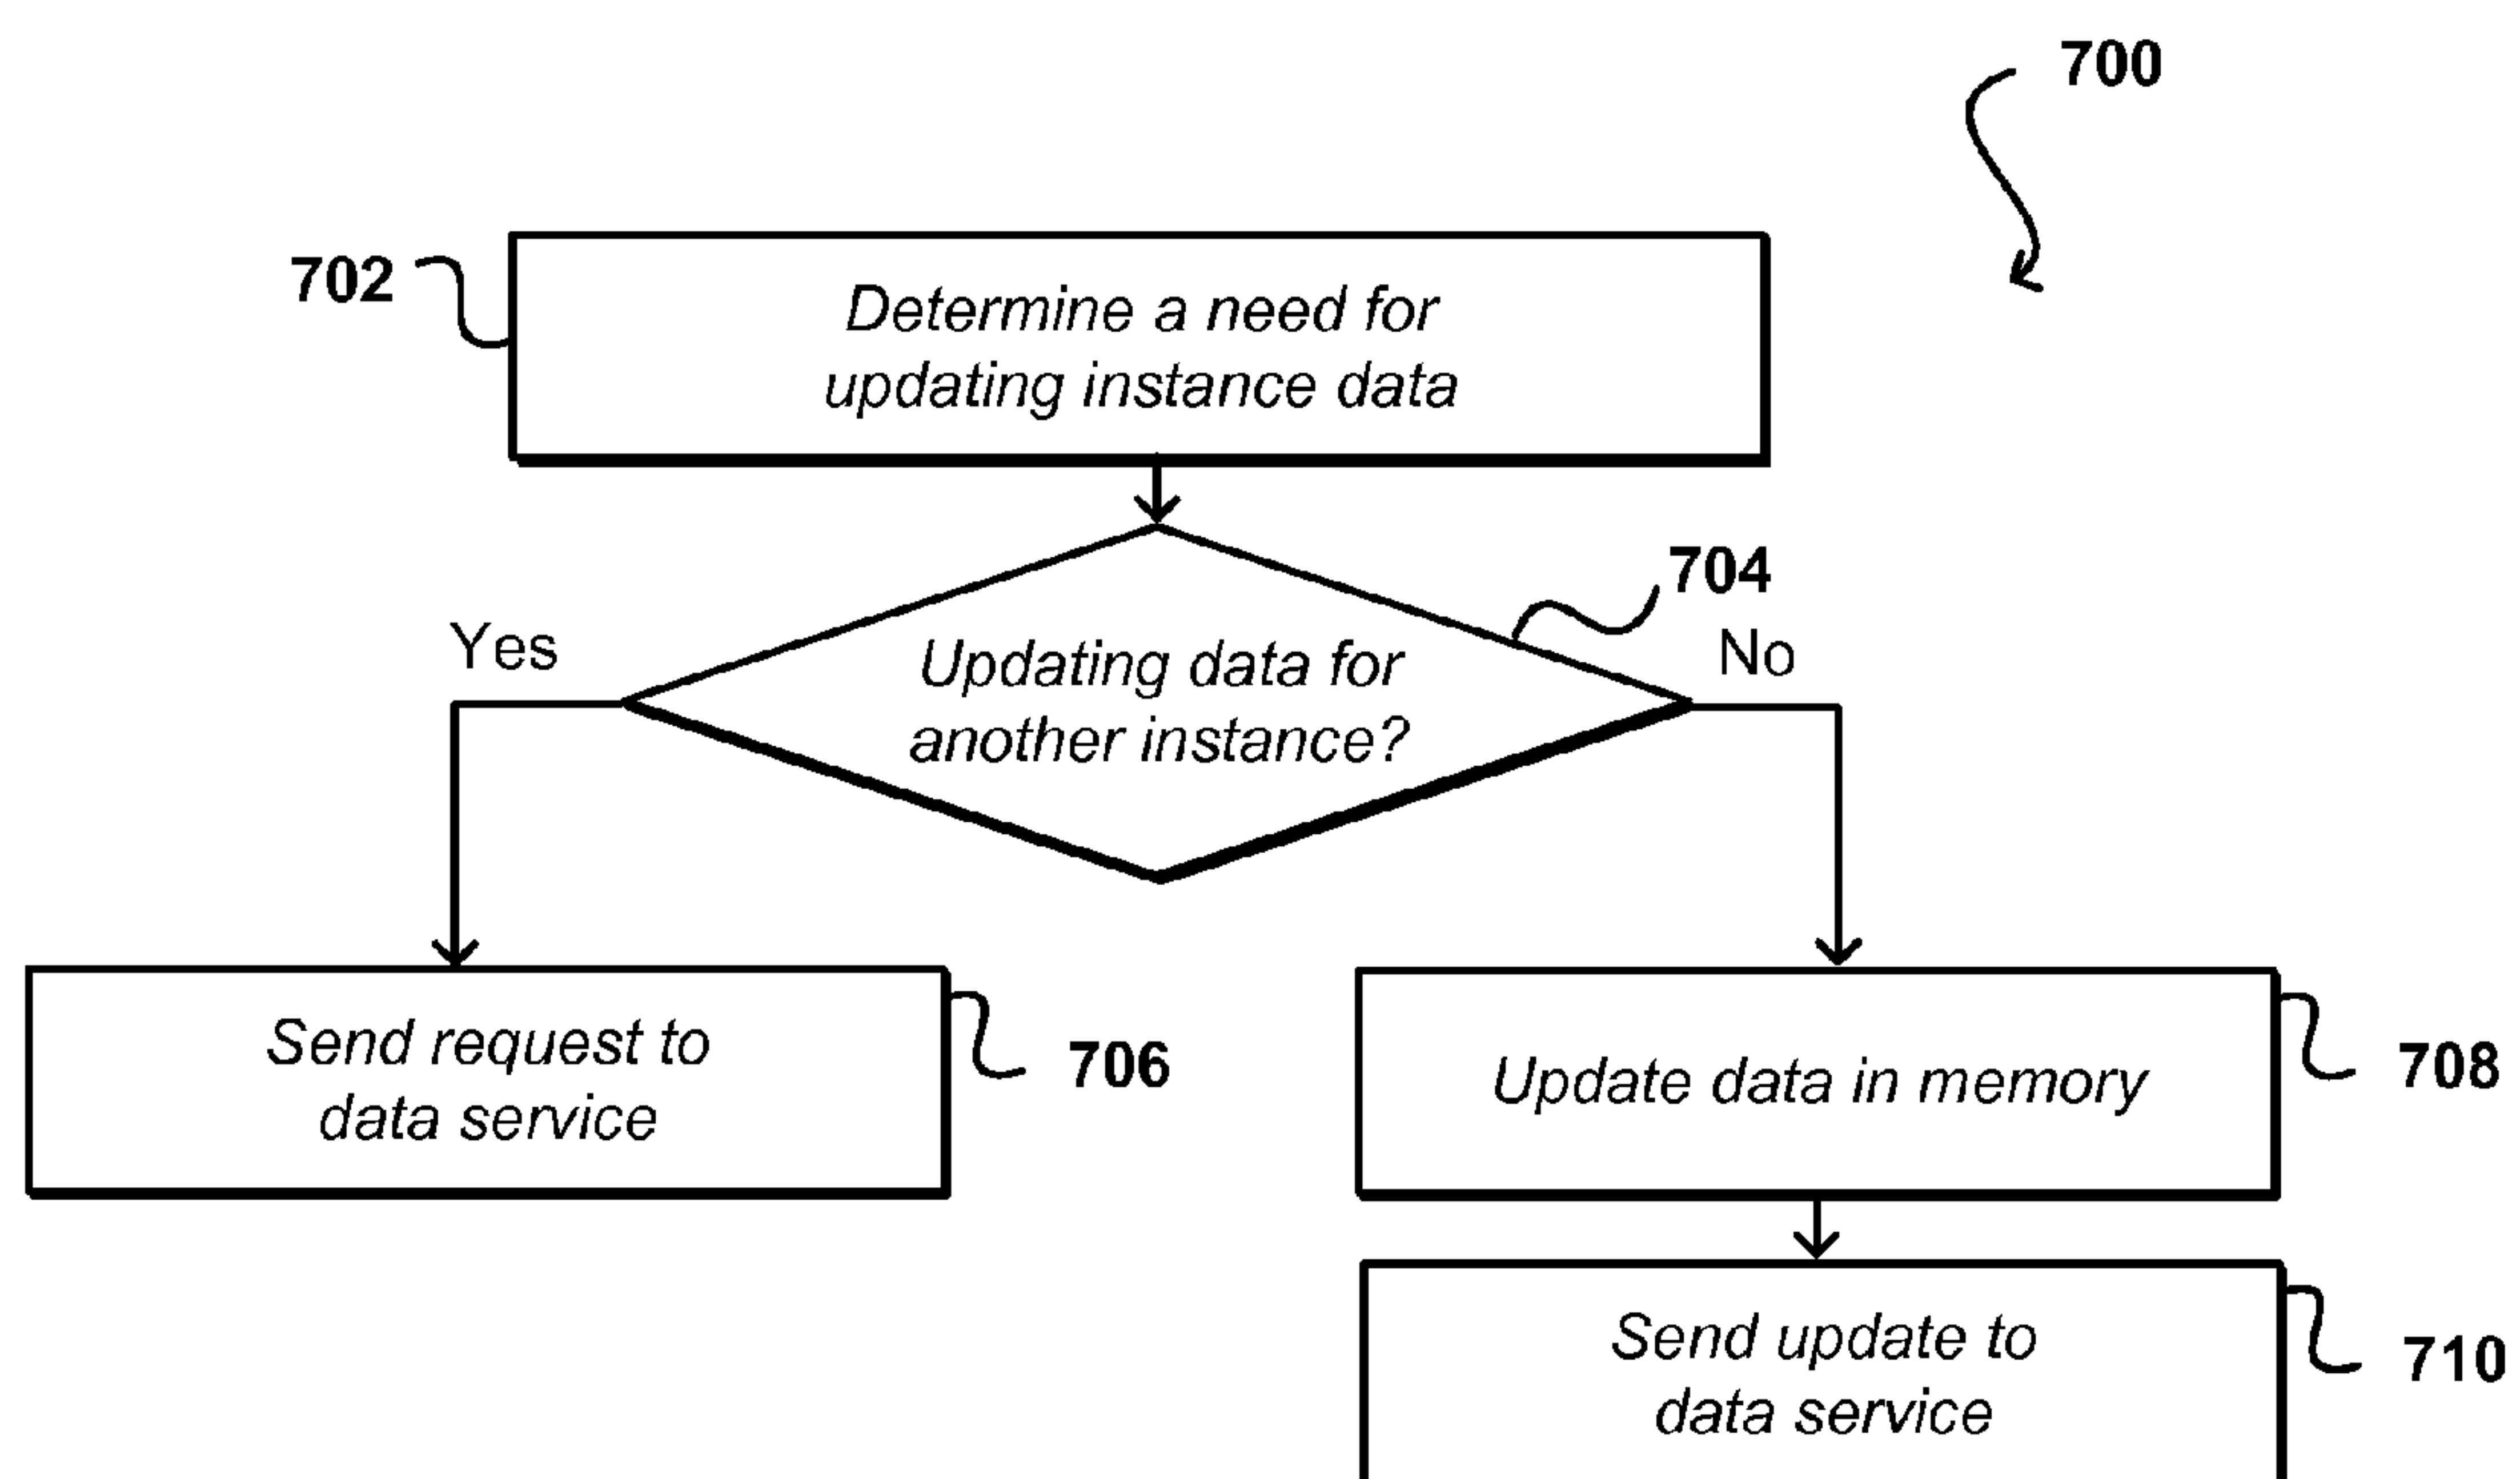 700
702
Determine a need for
updating instance data
704
Yes
No
Updating data for
another instance?
Send request to
data service
706
Update data in memory
708
Send update to
data service
710